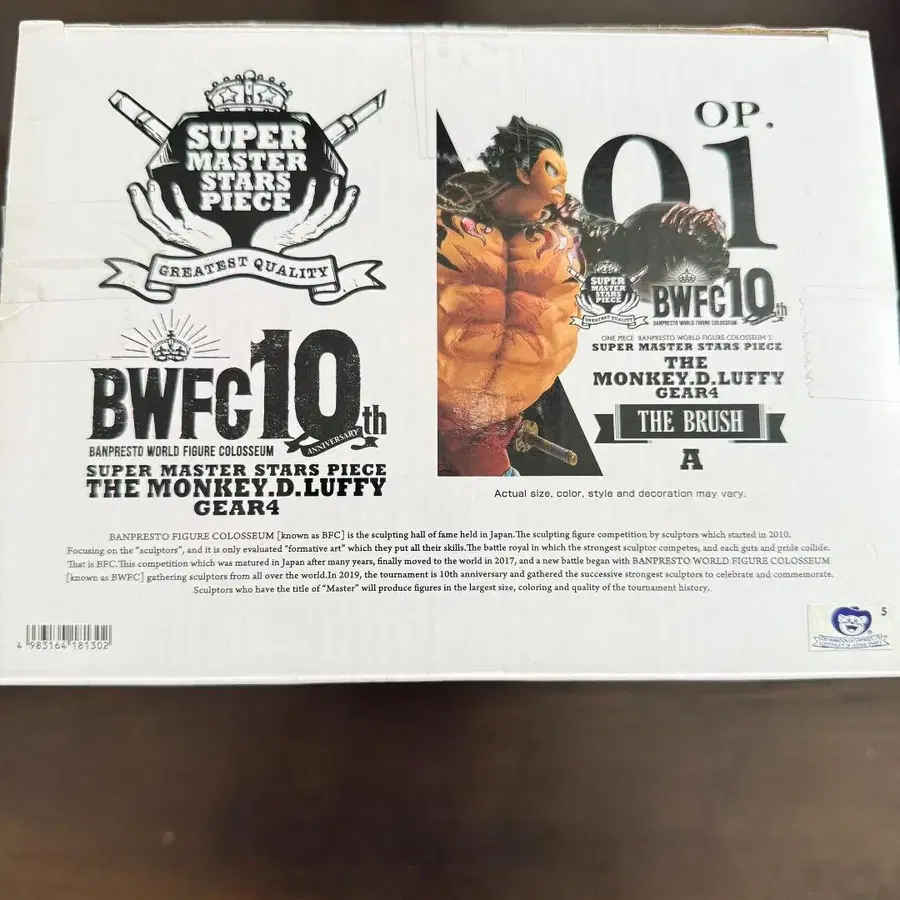 SUPER
MASTER
STARS
PIECE
GREATEST QUALITY
BWFC10th
ANNIVERSARY
BANPRESTO WORLD FIGURE COLOSSEUM
SUPER MASTER STARS PIECE
THE MONKEY.D.LUFFY
GEAR4
OP.
01
SUPER
MASTER
STARS
PIECE
GREATEST QUALITY
BWFC10th
BANPRESTO WORLD FIGURE COLOSSEUM
ONE PIECE BANPRESTO WORLD FIGURE COLOSSEUM
SUPER MASTER STARS PIECE
THE
MONKEY.D.LUFFY
GEAR4
THE BRUSH
A
Actual size, color, style and decoration may vary.
BANPRESTO FIGURE COLOSSEUM [known as BFC] is the sculpting hall of fame held in Japan.The sculpting figure competition by sculptors which started in 2010.
Focusing on the "sculptors", and it is only evaluated "formative art" which they put all their skills.The battle royal in which the strongest sculptor competes, and each guts and pride collide.
That is BFC.This competition which was matured in Japan after many years, finally moved to the world in 2017, and a new battle began with BANPRESTO WORLD FIGURE COLOSSEUM
[known as BWFC] gathering sculptors from all over the world.In 2019, the tournament is 10th anniversary and gathered the successive strongest sculptors to celebrate and commemorate.
Sculptors who have the title of "Master" will produce figures in the largest size, coloring and quality of the tournament history.
4 983164 181302
5